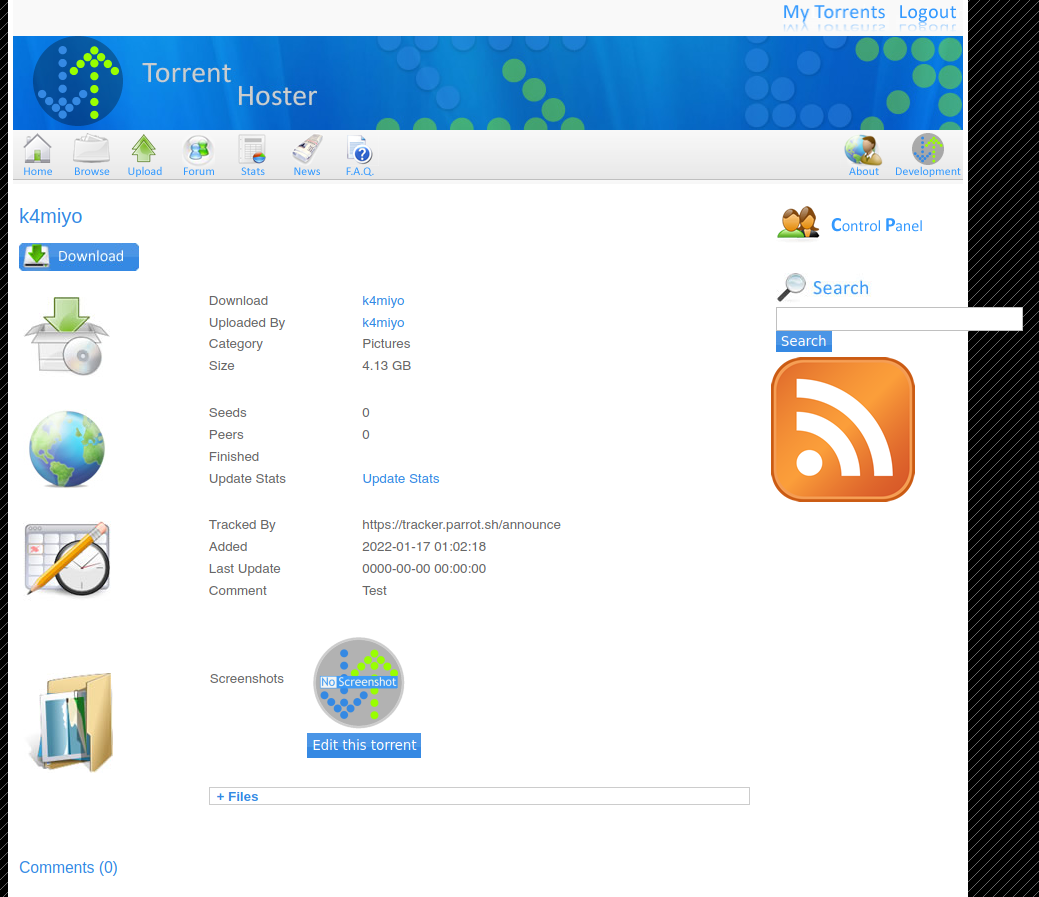 My Torrents Logout
Torrent
Hoster
Home Browse Upload Forum Stats News F.A.Q. About Development
k4miyo
Download
Download k4miyo
Uploaded By k4miyo
Category Pictures
Size 4.13 GB
Seeds 0
Peers 0
Finished
Update Stats Update Stats
Tracked By https://tracker.parrot.sh/announce
Added 2022-01-17 01:02:18
Last Update 0000-00-00 00:00:00
Comment Test
Screenshots
No Screenshot
Edit this torrent
+ Files
Comments (0)
Control Panel
Search
Search